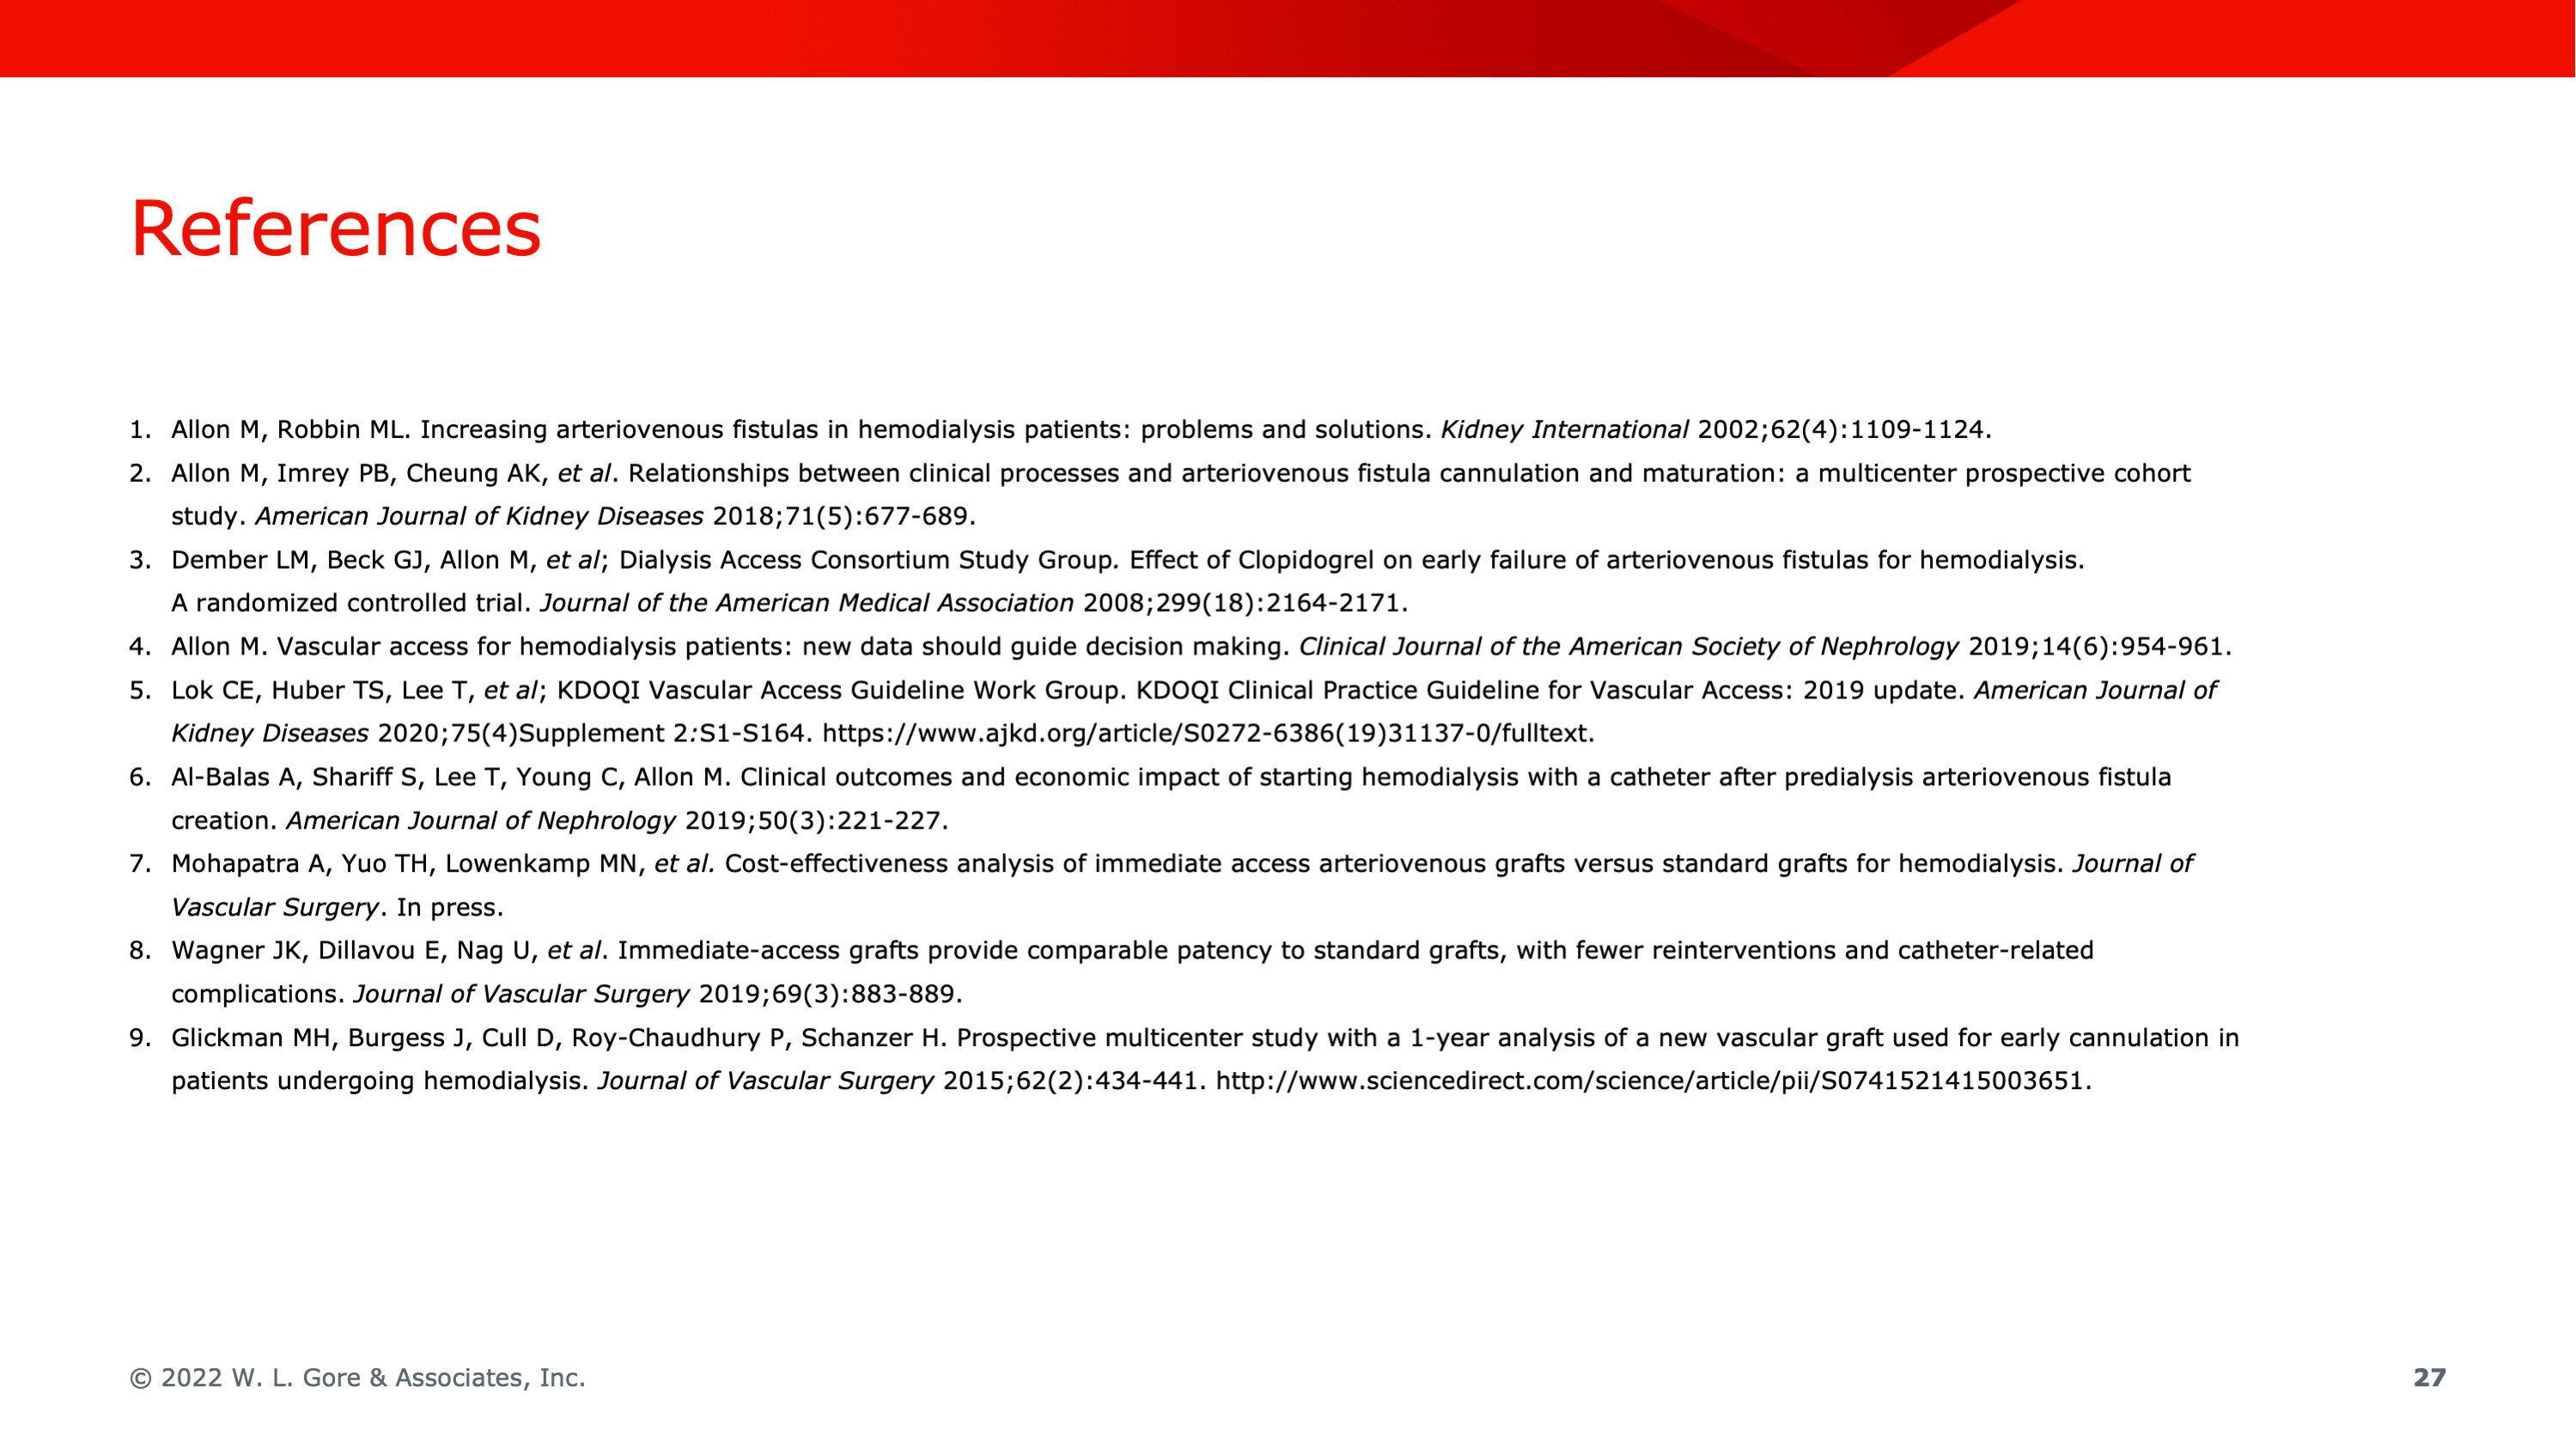 References
1. Allon M, Robbin ML. Increasing arteriovenous fistulas in hemodialysis patients: problems and solutions. Kidney International 2002;62(4):1109-1124.
2. Allon M, Imrey PB, Cheung AK, et al. Relationships between clinical processes and arteriovenous fistula cannulation and maturation: a multicenter prospective cohort
study. American Journal of Kidney Diseases 2018;71(5):677-689.
3. Dember LM, Beck GJ, Allon M, et al; Dialysis Access Consortium Study Group. Effect of Clopidogrel on early failure of arteriovenous fistulas for hemodialysis.
A randomized controlled trial. Journal of the American Medical Association 2008;299(18):2164-2171.
4. Allon M. Vascular access for hemodialysis patients: new data should guide decision making. Clinical Journal of the American Society of Nephrology 2019;14(6):954-961.
5. Lok CE, Huber TS, Lee T, et al; KDOQI Vascular Access Guideline Work Group. KDOQI Clinical Practice Guideline for Vascular Access: 2019 update. American Journal of
Kidney Diseases 2020;75(4)Supplement 2:S1-S164. https://www.ajkd.org/article/S0272-6386(19)31137-0/fulltext.
6. Al-Balas A, Shariff S, Lee T, Young C, Allon M. Clinical outcomes and economic impact of starting hemodialysis with a catheter after predialysis arteriovenous fistula
creation. American Journal of Nephrology 2019;50(3):221-227.
7. Mohapatra A, Yuo TH, Lowenkamp MN, et al. Cost-effectiveness analysis of immediate access arteriovenous grafts versus standard grafts for hemodialysis. Journal of
Vascular Surgery. In press.
8. Wagner JK, Dillavou E, Nag U, et al. Immediate-access grafts provide comparable patency to standard grafts, with fewer reinterventions and catheter-related
complications. Journal of Vascular Surgery 2019;69(3):883-889.
9. Glickman MH, Burgess J, Cull D, Roy-Chaudhury P, Schanzer H. Prospective multicenter study with a 1-year analysis of a new vascular graft used for early cannulation in
patients undergoing hemodialysis. Journal of Vascular Surgery 2015;62(2):434-441. http://www.sciencedirect.com/science/article/pii/S0741521415003651.
© 2022 W. L. Gore & Associates, Inc.
27